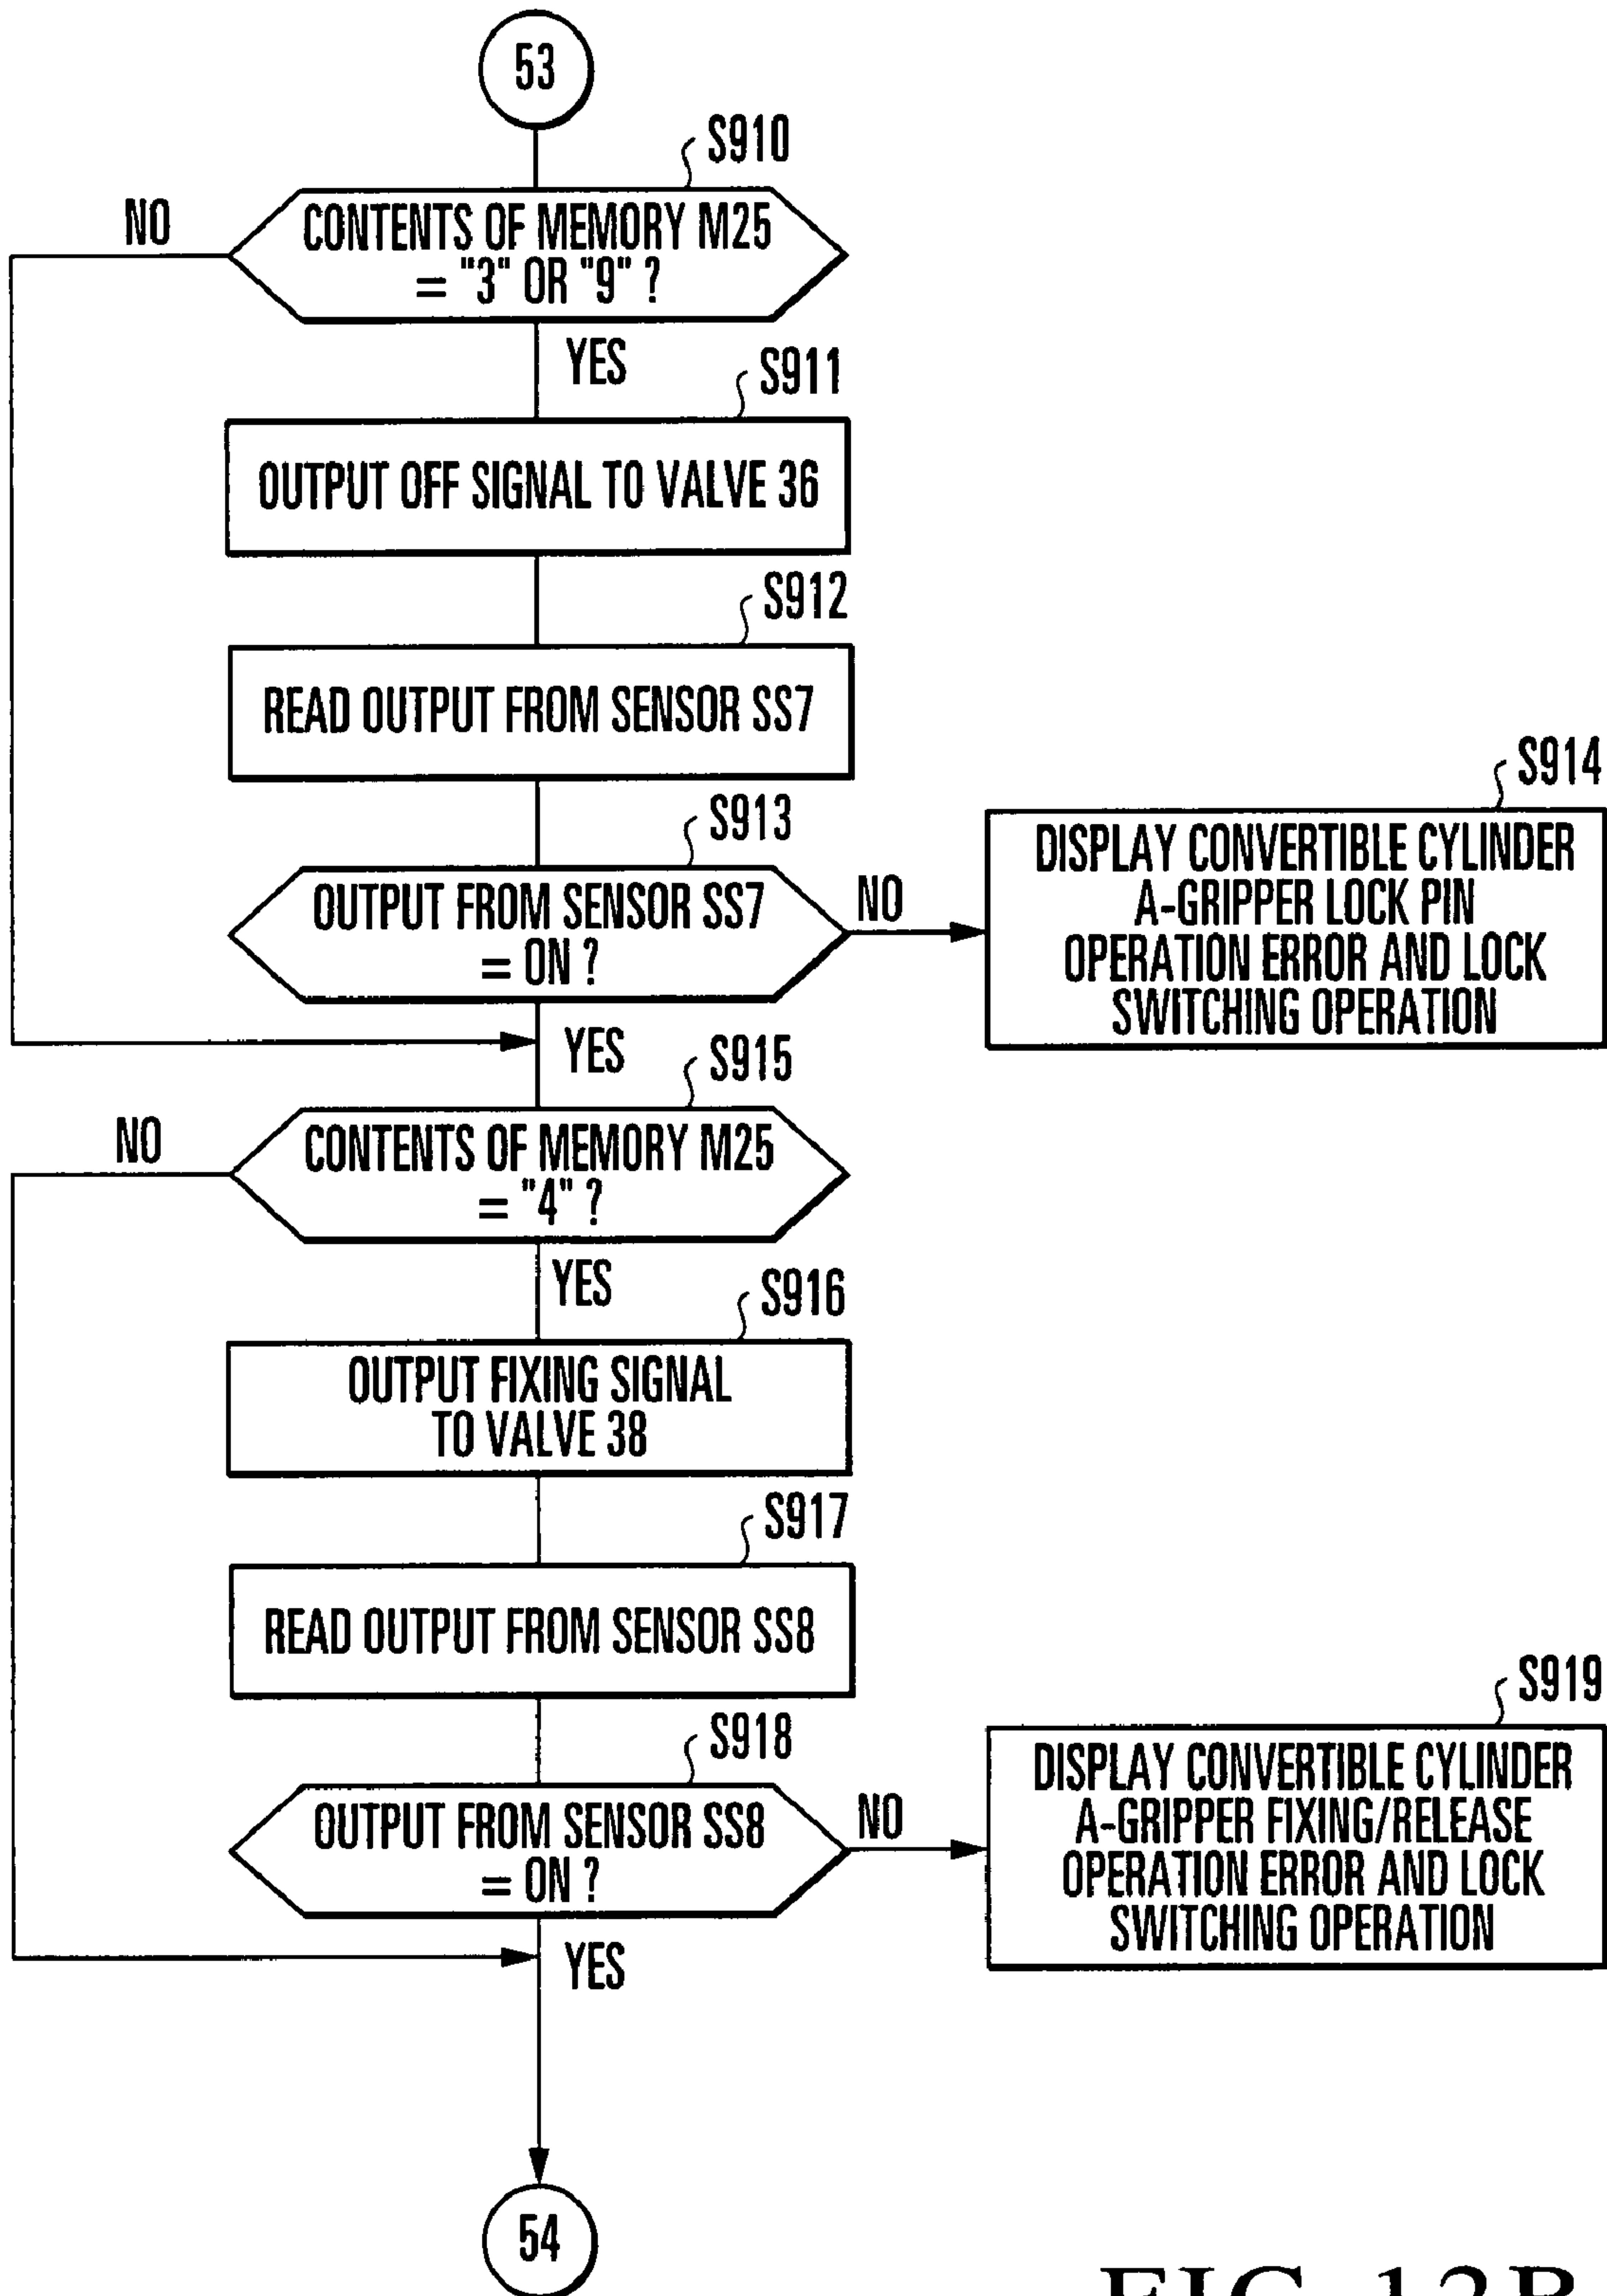 53
S910
NO
CONTENTS OF MEMORY M25
= "3" OR "9" ?
YES
S911
OUTPUT OFF SIGNAL TO VALVE 36
S912
READ OUTPUT FROM SENSOR SS7
S913
OUTPUT FROM SENSOR SS7
= ON ?
NO
S914
DISPLAY CONVERTIBLE CYLINDER
A-GRIPPER LOCK PIN
OPERATION ERROR AND LOCK
SWITCHING OPERATION
YES
S915
NO
CONTENTS OF MEMORY M25
= "4" ?
YES
S916
OUTPUT FIXING SIGNAL
TO VALVE 38
S917
READ OUTPUT FROM SENSOR SS8
S918
OUTPUT FROM SENSOR SS8
= ON ?
NO
S919
DISPLAY CONVERTIBLE CYLINDER
A-GRIPPER FIXING/RELEASE
OPERATION ERROR AND LOCK
SWITCHING OPERATION
YES
54